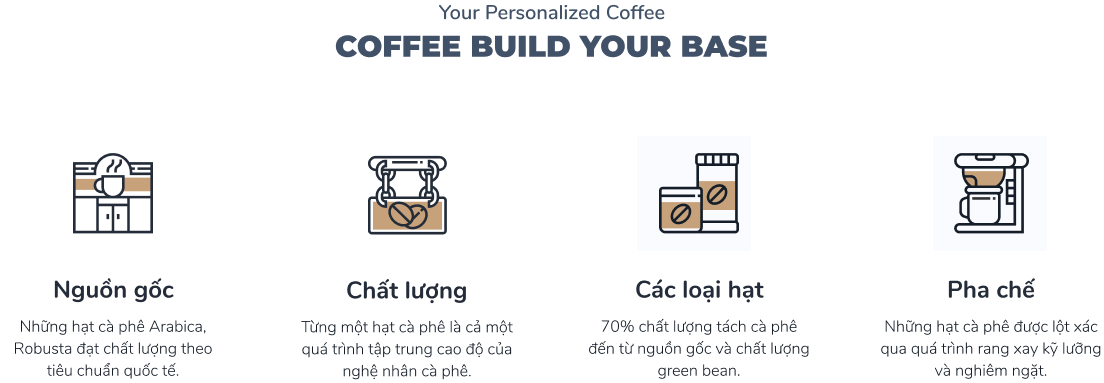 Your Personalized Coffee
COFFEE BUILD YOUR BASE
Nguồn gốc
Những hạt cà phê Arabica,
Robusta đạt chất lượng theo
tiêu chuẩn quốc tế.
Chất lượng
Từng một hạt cà phê là cả một
quá trình tập trung cao độ của
nghệ nhân cà phê.
Các loại hạt
70% chất lượng tách cà phê
đến từ nguồn gốc và chất lượng
green bean.
Pha chế
Những hạt cà phê được lột xác
qua quá trình rang xay kỹ lưỡng
và nghiêm ngặt.